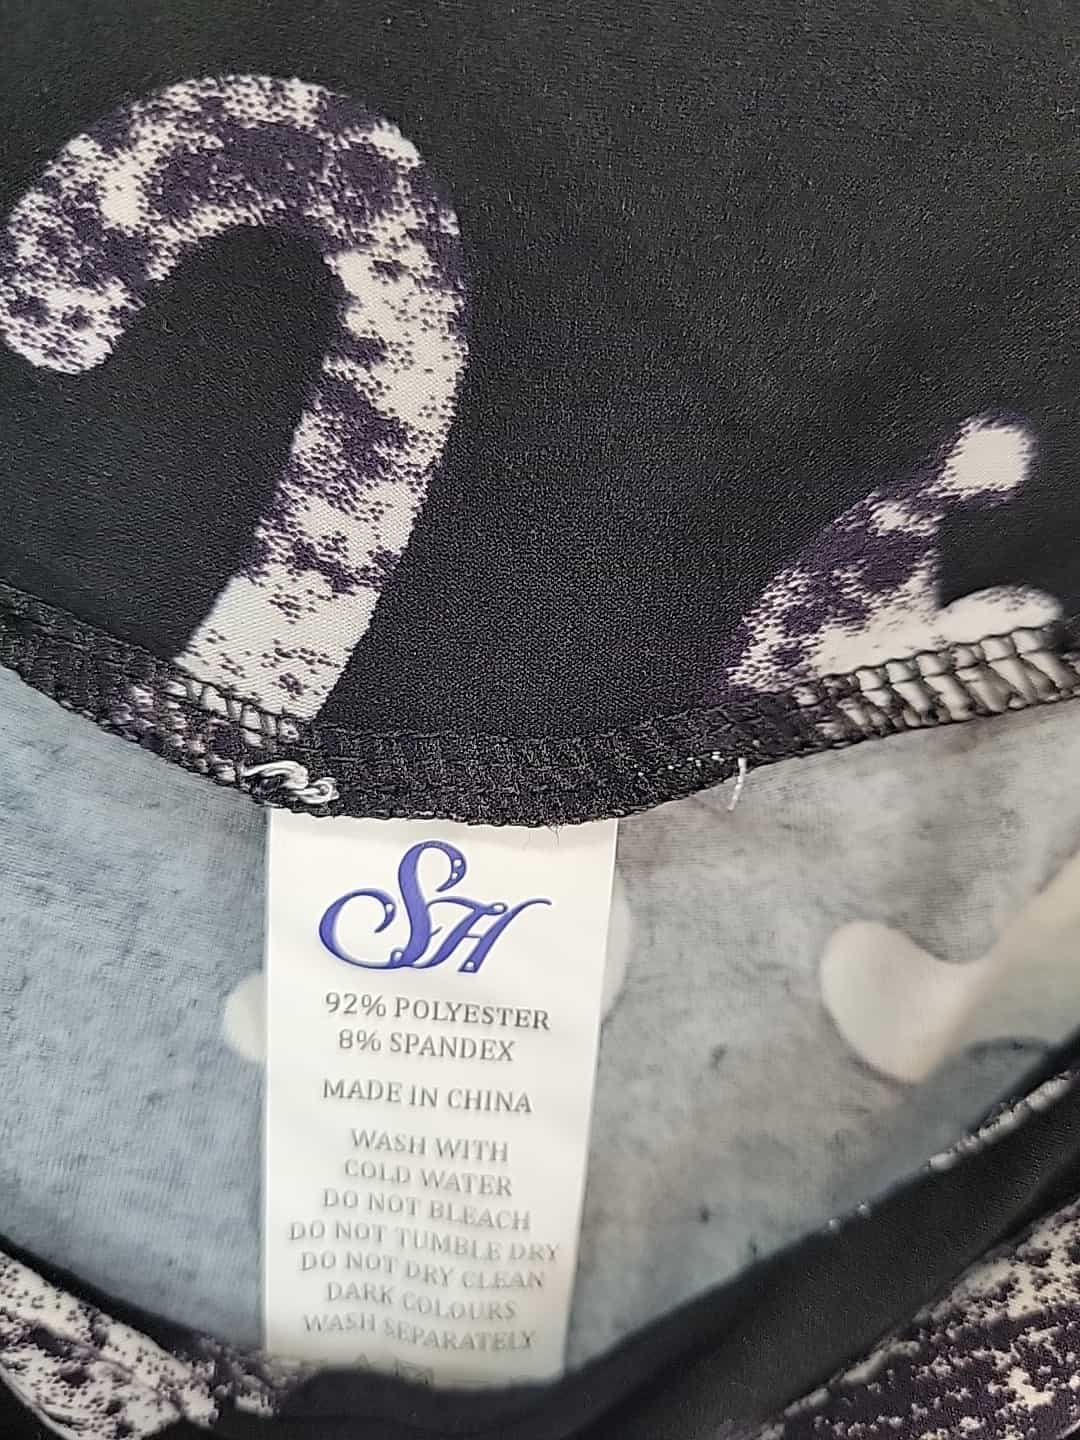 SH
92% POLYESTER
8% SPANDEX
MADE IN CHINA
WASH WITH
COLD WATER
DO NOT BLEACH
DO NOT TUMBLE DRY
DO NOT DRY CLEAN
DARK COLOURS
WASH SEPARATELY